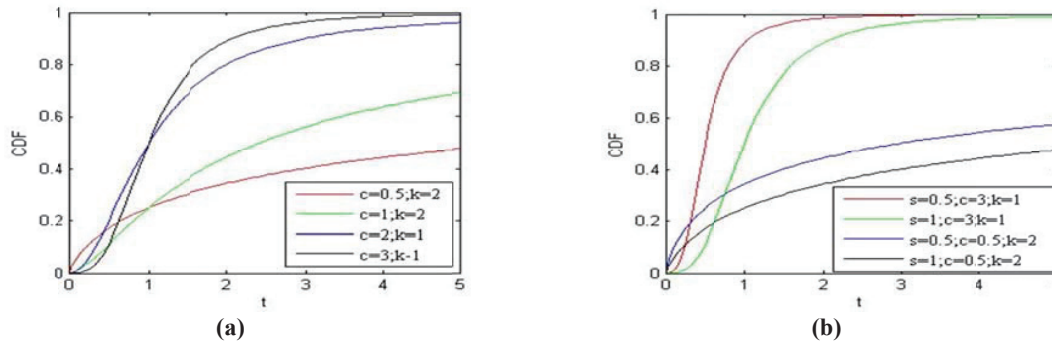 1
0.8
0.6
CDF
0.4
0.2
0
0 1 2 3 4 5
t
c=0.5;k=2
c=1;k=2
c=2;k=1
c=3;k-1
(a)
1
0.8
0.6
CDF
0.4
0.2
0
0 1 2 3 4
t
s=0.5;c=3;k=1
s=1;c=3;k=1
s=0.5;c=0.5;k=2
s=1;c=0.5;k=2
(b)